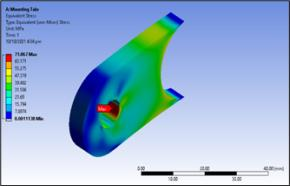 A: Mounting Tabs
Equivalent Stress
Type: Equivalent (von-Mises) Stress
Unit: MPa
Time: 1
71.067 Max
63.171
55.275
47.378
39.482
31.586
23.69
15.794
7.8974
0.0011138 Min
Max
0.00
20.00
40.00 (mm)
10.00
30.00